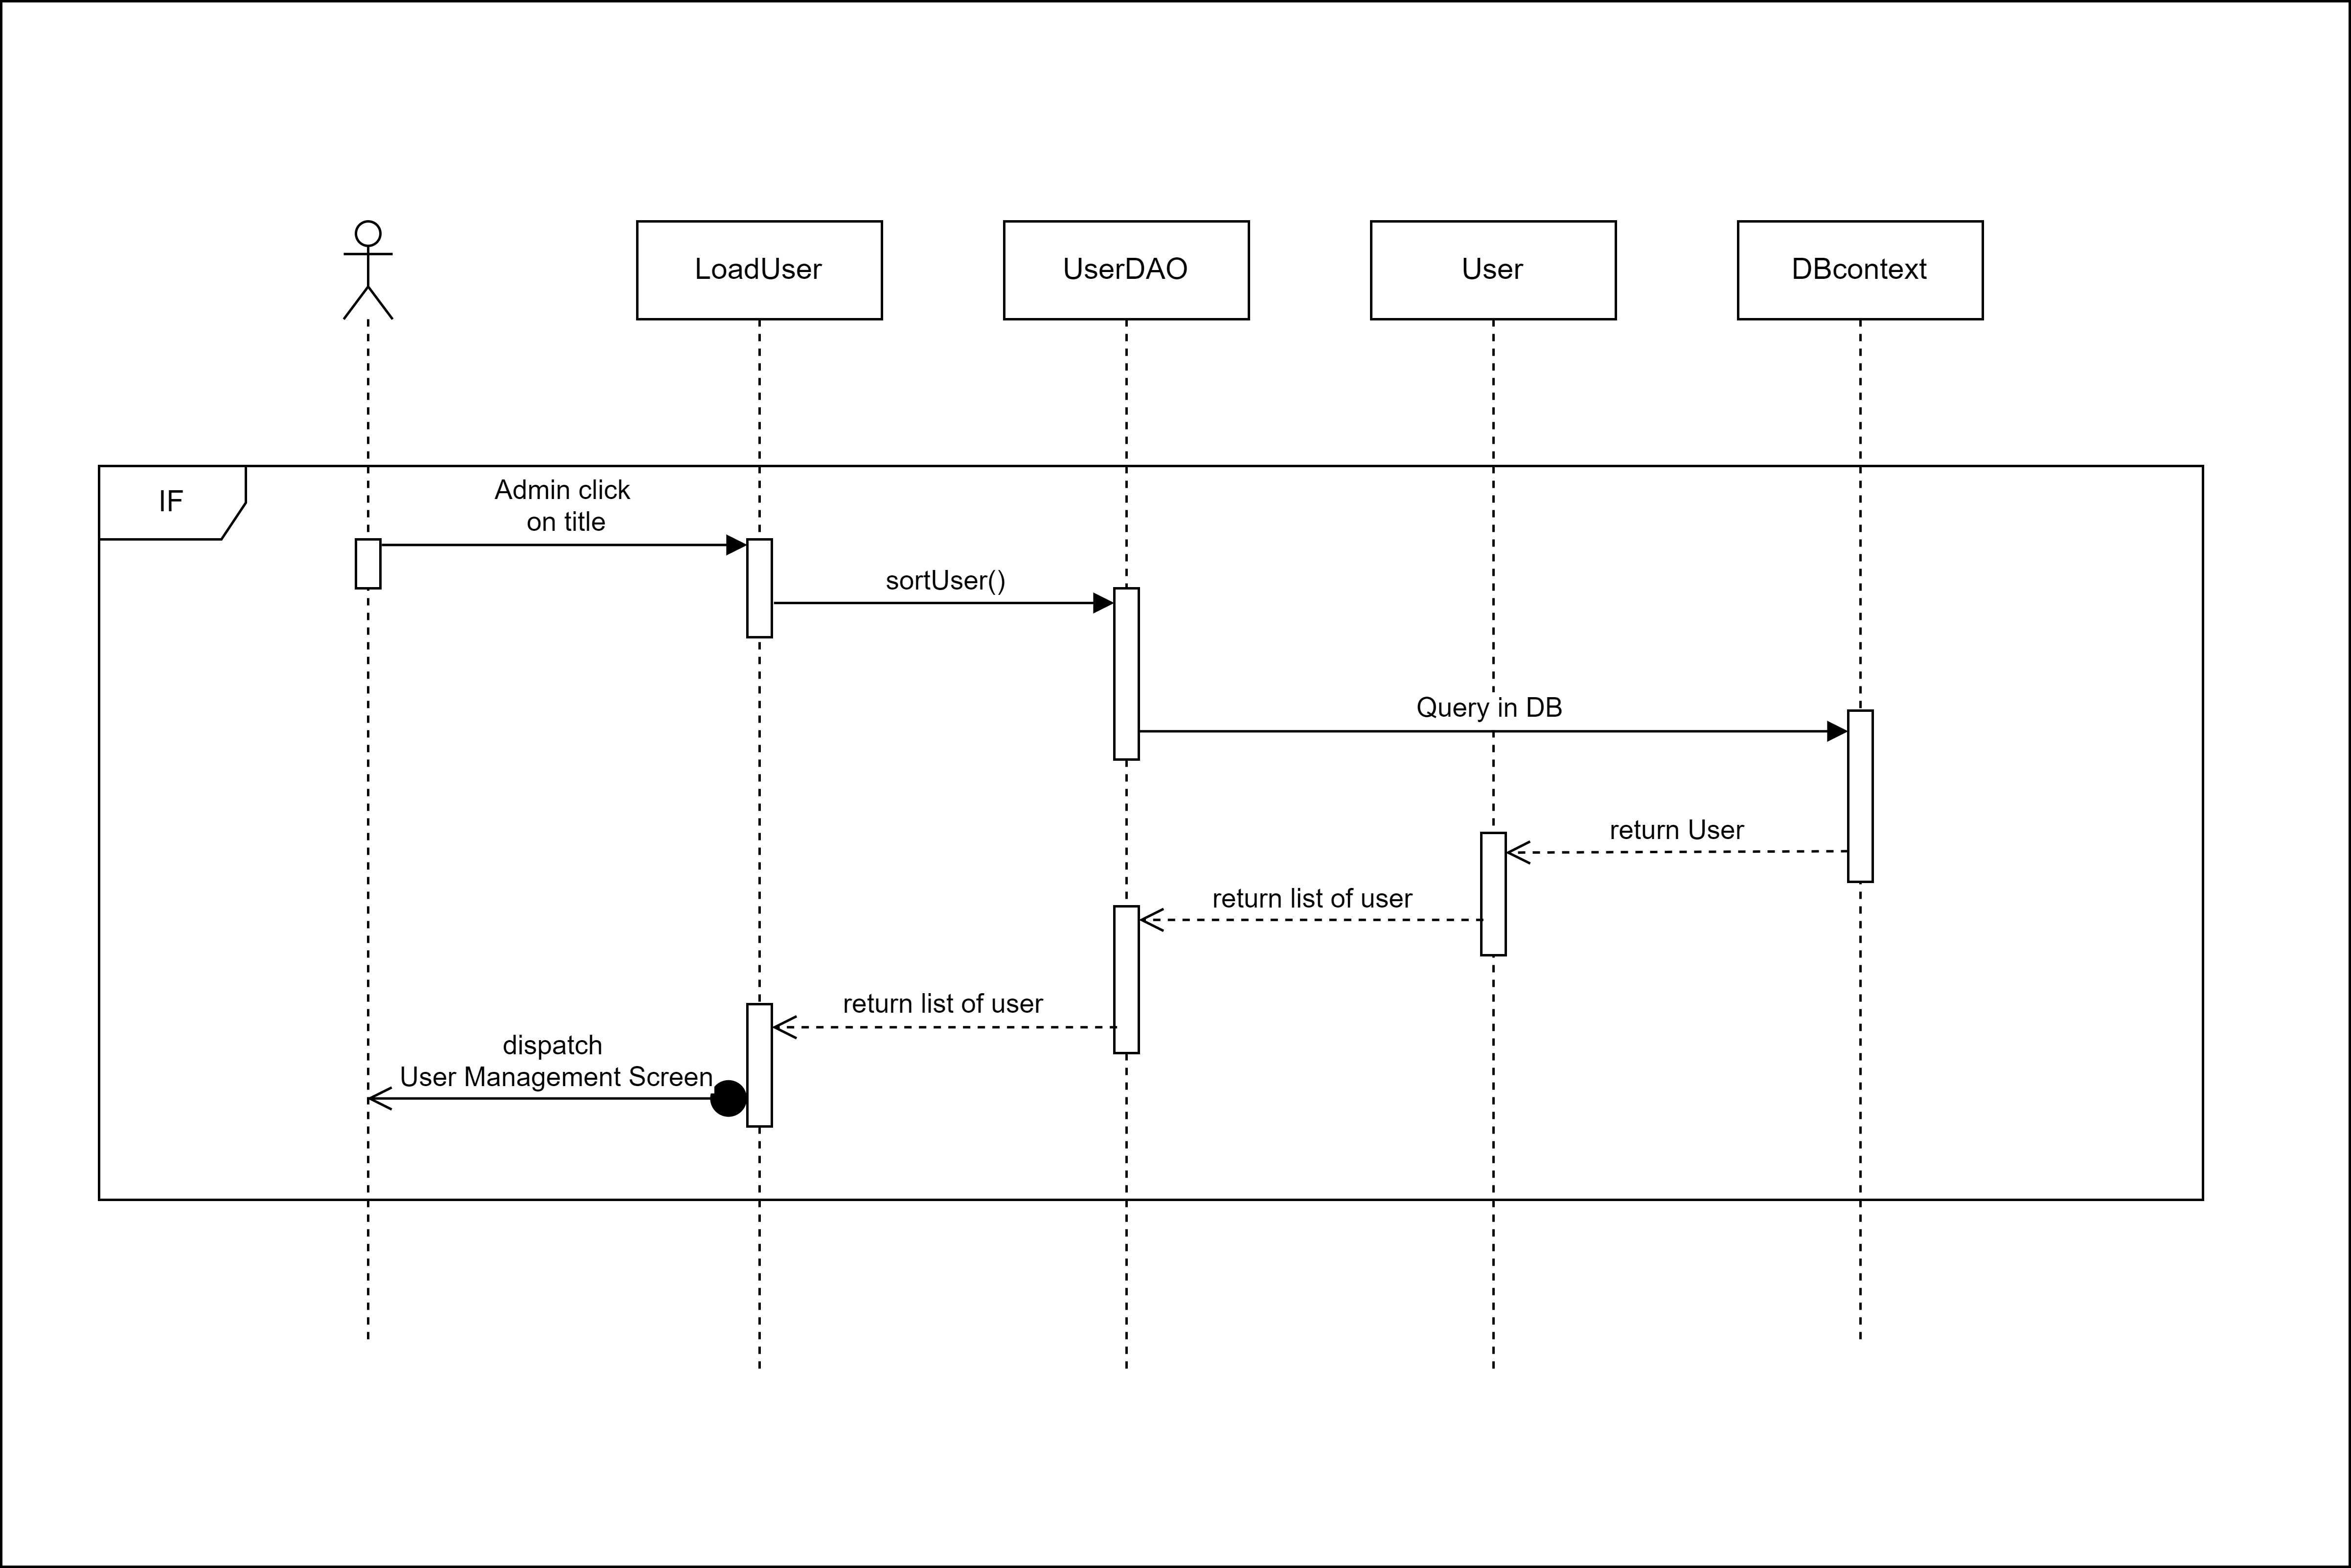 LoadUser
UserDAO
User
DBcontext
IF
Admin click
on title
sortUser()
Query in DB
return User
return list of user
return list of user
dispatch
User Management Screen